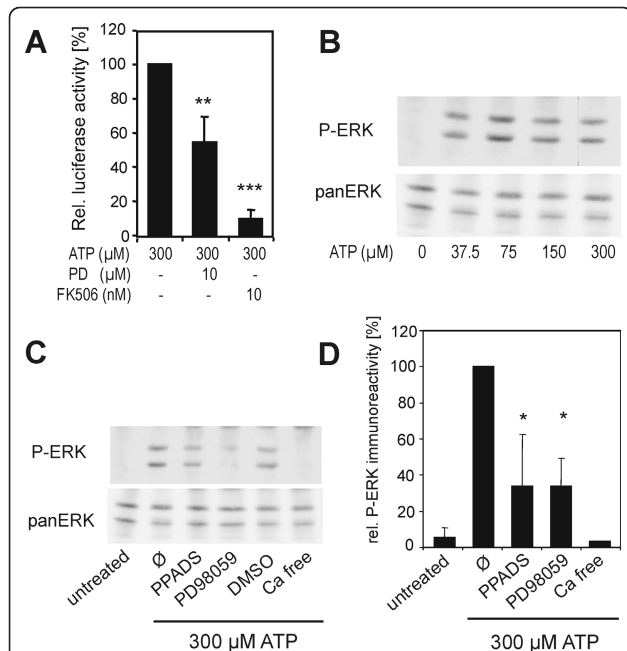 A
Rel. luciferase activity [%]
120
100
80
60
40
20
0
**
***
ATP (µM) 300 300 300
PD (µM) - 10 -
FK506 (nM) - - 10
B
P-ERK
panERK
ATP (µM) 0 37.5 75 150 300
C
P-ERK
panERK
untreated
Ø
PPADS
PD98059
DMSO
Ca free
300 µM ATP
D
rel. P-ERK immunoreactivity [%]
120
100
80
60
40
20
0
*
*
untreated
Ø
PPADS
PD98059
Ca free
300 µM ATP